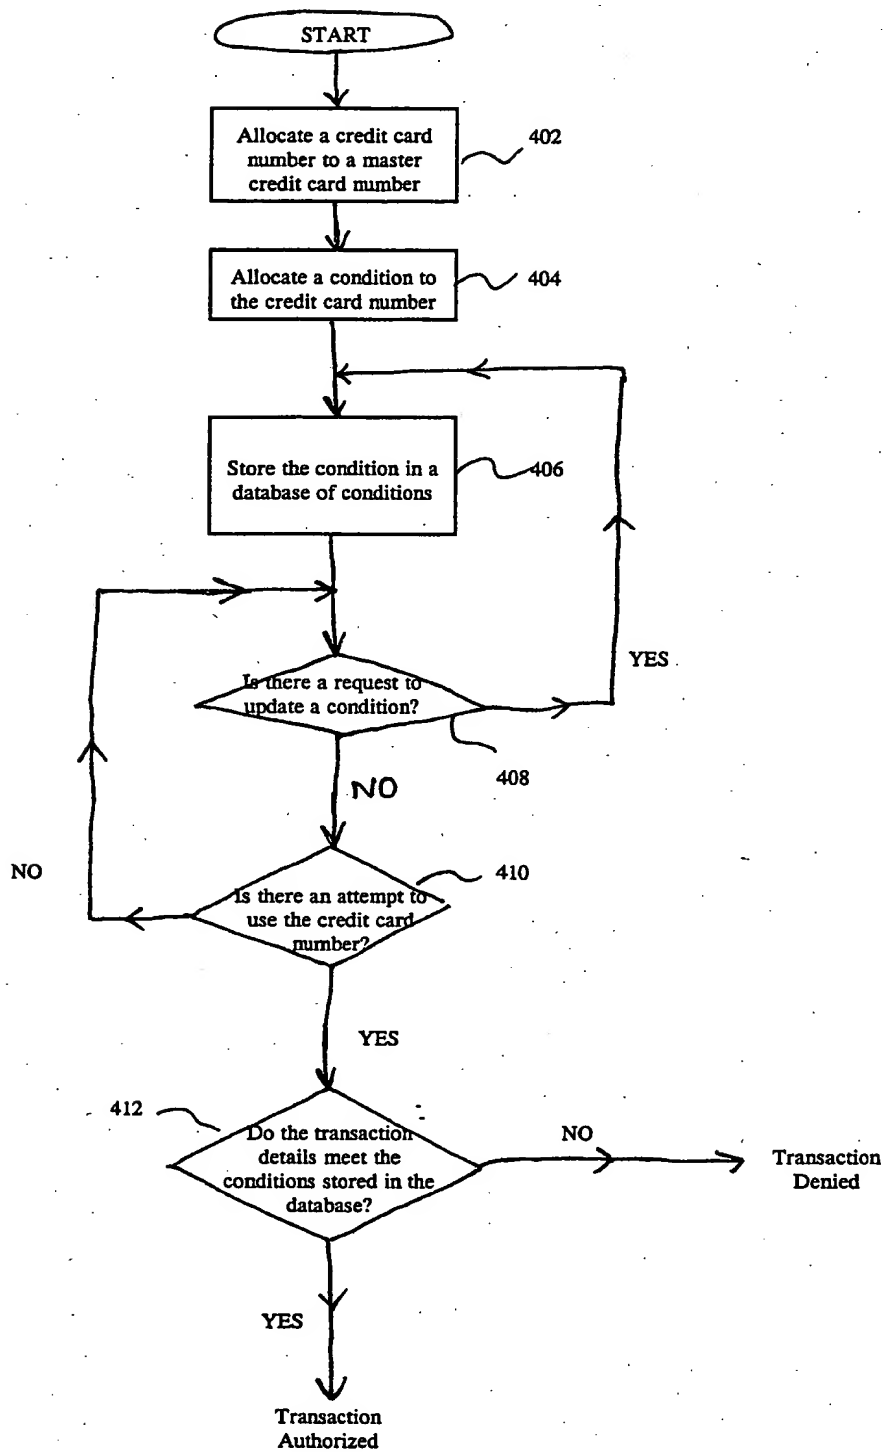 START
Allocate a credit card
number to a master
credit card number
402
Allocate a condition to
the credit card number
404
Store the condition in a
database of conditions
406
Is there a request to
update a condition?
YES
408
NO
NO
Is there an attempt to
use the credit card
number?
410
YES
412
Do the transaction
details meet the
conditions stored in the
database?
NO
Transaction
Denied
YES
Transaction
Authorized